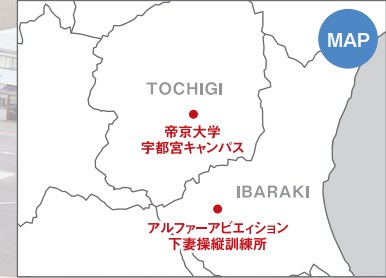 MAP
TOCHIGI
帝京大学
宇都宮キャンパス
IBARAKI
アルファーアビエィション
下妻操縦訓練所